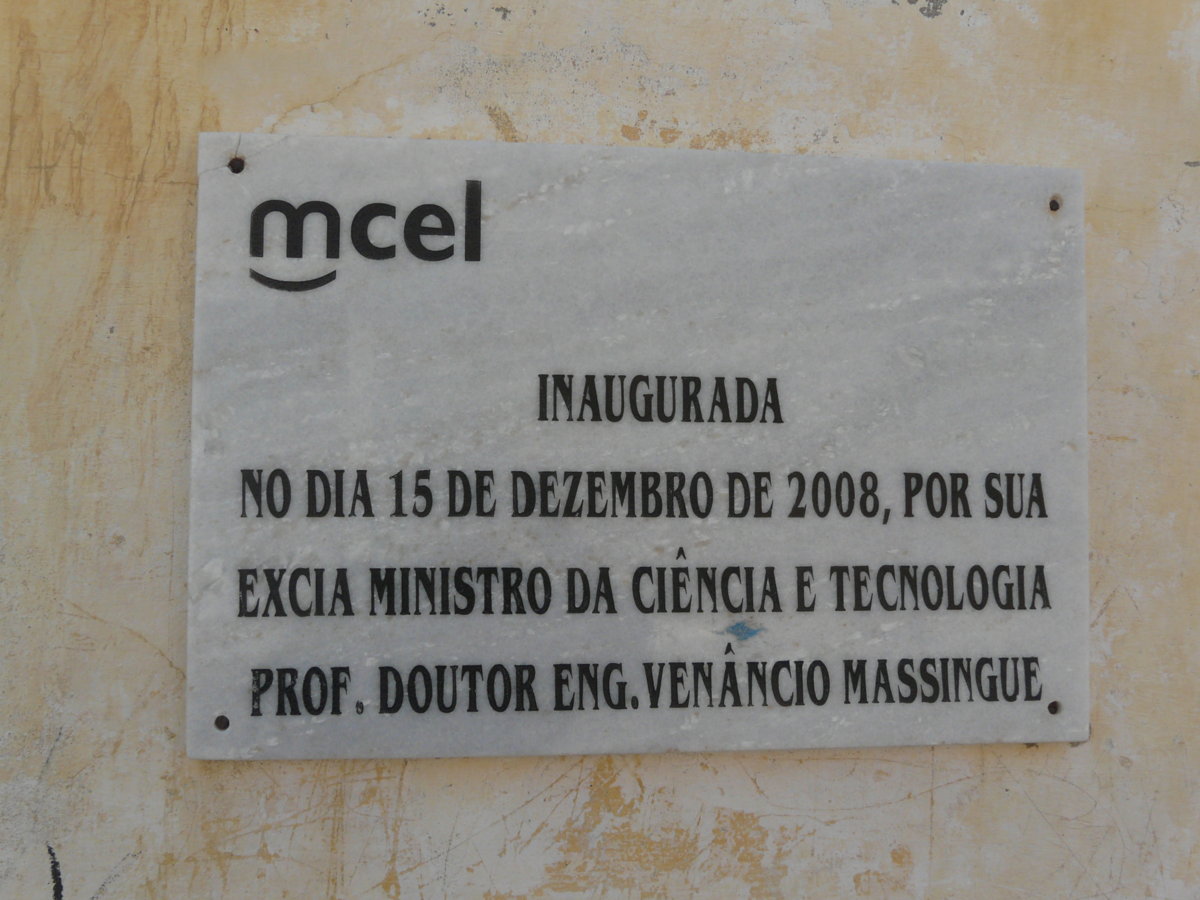 mcel
INAUGURADA
NO DIA 15 DE DEZEMBRO DE 2008, POR SUA
EXCIA MINISTRO DA CIÊNCIA E TECNOLOGIA
PROF. DOUTOR ENG.VENÂNCIO MASSINGUE